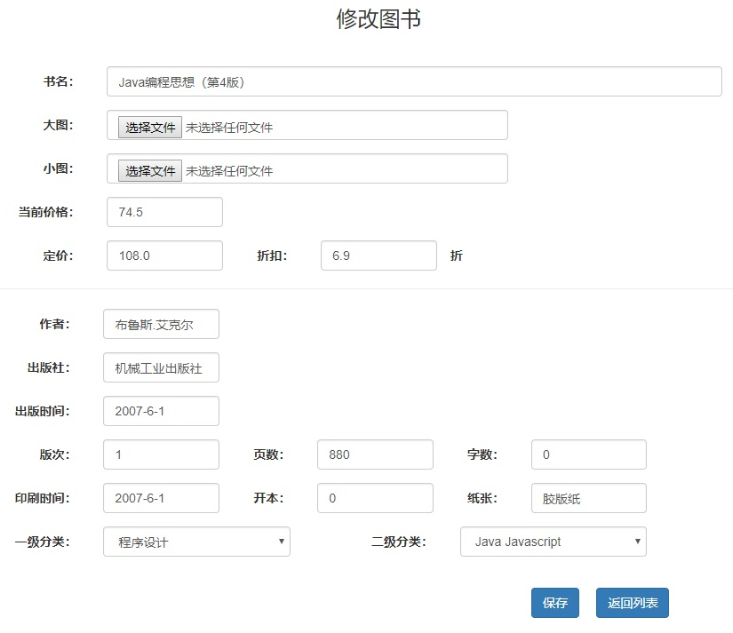 修改图书
书名： Java编程思想（第4版）
大图： 选择文件 未选择任何文件
小图： 选择文件 未选择任何文件
当前价格： 74.5
定价： 108.0 折扣： 6.9 折
作者： 布鲁斯.艾克尔
出版社： 机械工业出版社
出版时间： 2007-6-1
版次： 1 页数： 880 字数： 0
印刷时间： 2007-6-1 开本： 0 纸张： 胶版纸
一级分类： 程序设计 二级分类： Java Javascript
保存 返回列表